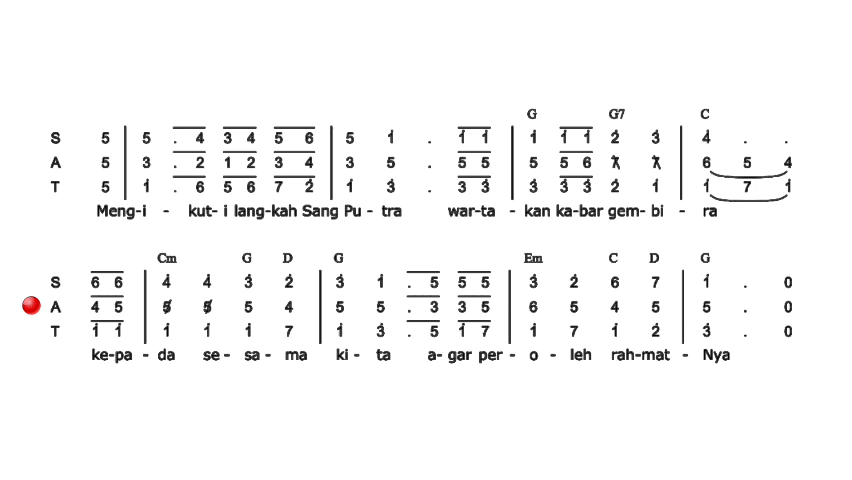 G G7 C
S 5 | 5 . 4 3 4 5 6 | 5 1̇ . 1̇ 1̇ | 1̇ 1̇ 1̇ 2̇ 3̇ | 4̇ . .
A 5 | 3 . 2 1 2 3 4 | 3 5 . 5 5 | 5 5 6 7̸ 7̸ | 6 5 4
T 5 | 1̇ . 6 5 6 7 2̇ | 1̇ 3̇ . 3̇ 3̇ | 3̇ 3̇ 3̇ 2̇ 1̇ | 1̇ 7 1̇
Meng-i - kut- i lang-kah Sang Pu - tra war-ta - kan ka-bar gem- bi - ra
Cm G D G Em C D G
S 6 6 | 4̇ 4̇ 3̇ 2̇ | 3̇ 1̇ . 5 5 5 | 3̇ 2̇ 6 7 | 1̇ . 0
A 4 5 | 5̸ 5̸ 5 4 | 5 5 . 3 3 5 | 6 5 4 5 | 5 . 0
T 1̇ 1̇ | 1̇ 1̇ 1̇ 7 | 1̇ 3̇ . 5 1̇ 7 | 1̇ 7 1̇ 2̇ | 3̇ . 0
ke-pa - da se - sa - ma ki - ta a- gar per - o - leh rah-mat - Nya